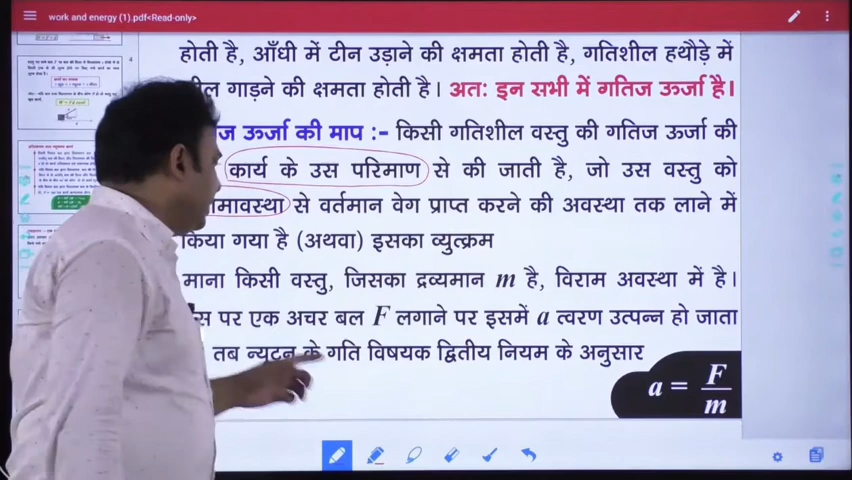 work and energy (1).pdf<Read-only>
होती है, आँधी में टीन उड़ाने की क्षमता होती है, गतिशील हथौड़े में
गाड़ने की क्षमता होती है। अतः इन सभी में गतिज ऊर्जा है।
ऊर्जा की माप :- किसी गतिशील वस्तु की गतिज ऊर्जा की
कार्य के उस परिमाण से की जाती है, जो उस वस्तु को
से वर्तमान वेग प्राप्त करने की अवस्था तक लाने में
किया गया है (अथवा) इसका व्युत्क्रम
माना किसी वस्तु, जिसका द्रव्यमान m है, विराम अवस्था में है।
पर एक अचर बल F लगाने पर इसमें a त्वरण उत्पन्न हो जाता
तब न्यूटन के गति विषयक द्वितीय नियम के अनुसार
a = F/m